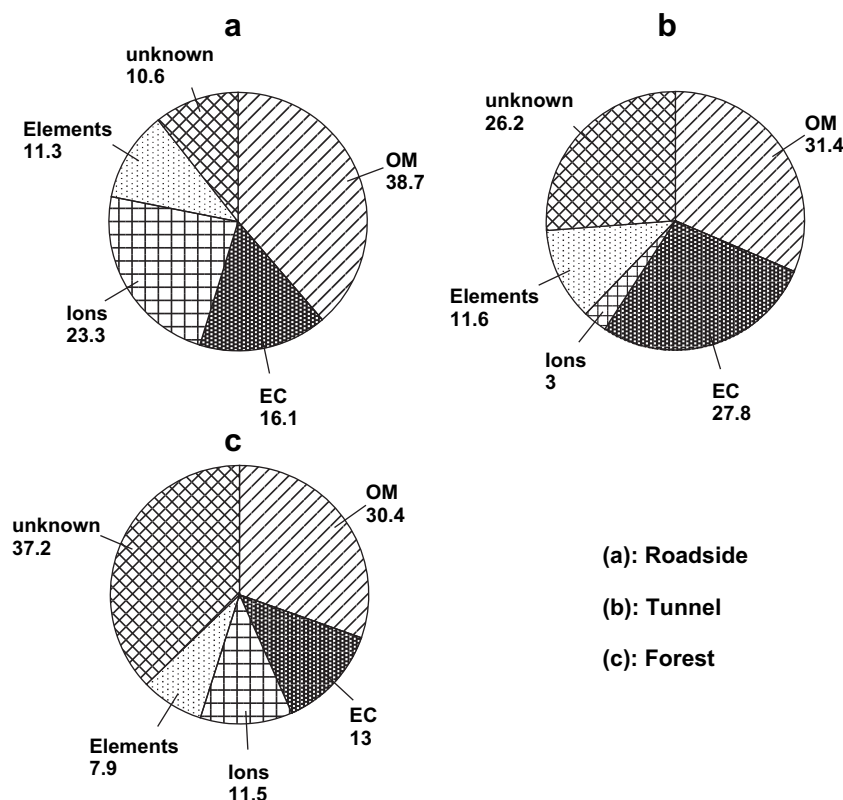 a
unknown
10.6
Elements
11.3
OM
38.7
Ions
23.3
EC
16.1
b
unknown
26.2
OM
31.4
Elements
11.6
Ions
3
EC
27.8
c
OM
30.4
unknown
37.2
EC
13
Elements
7.9
Ions
11.5
(a): Roadside
(b): Tunnel
(c): Forest